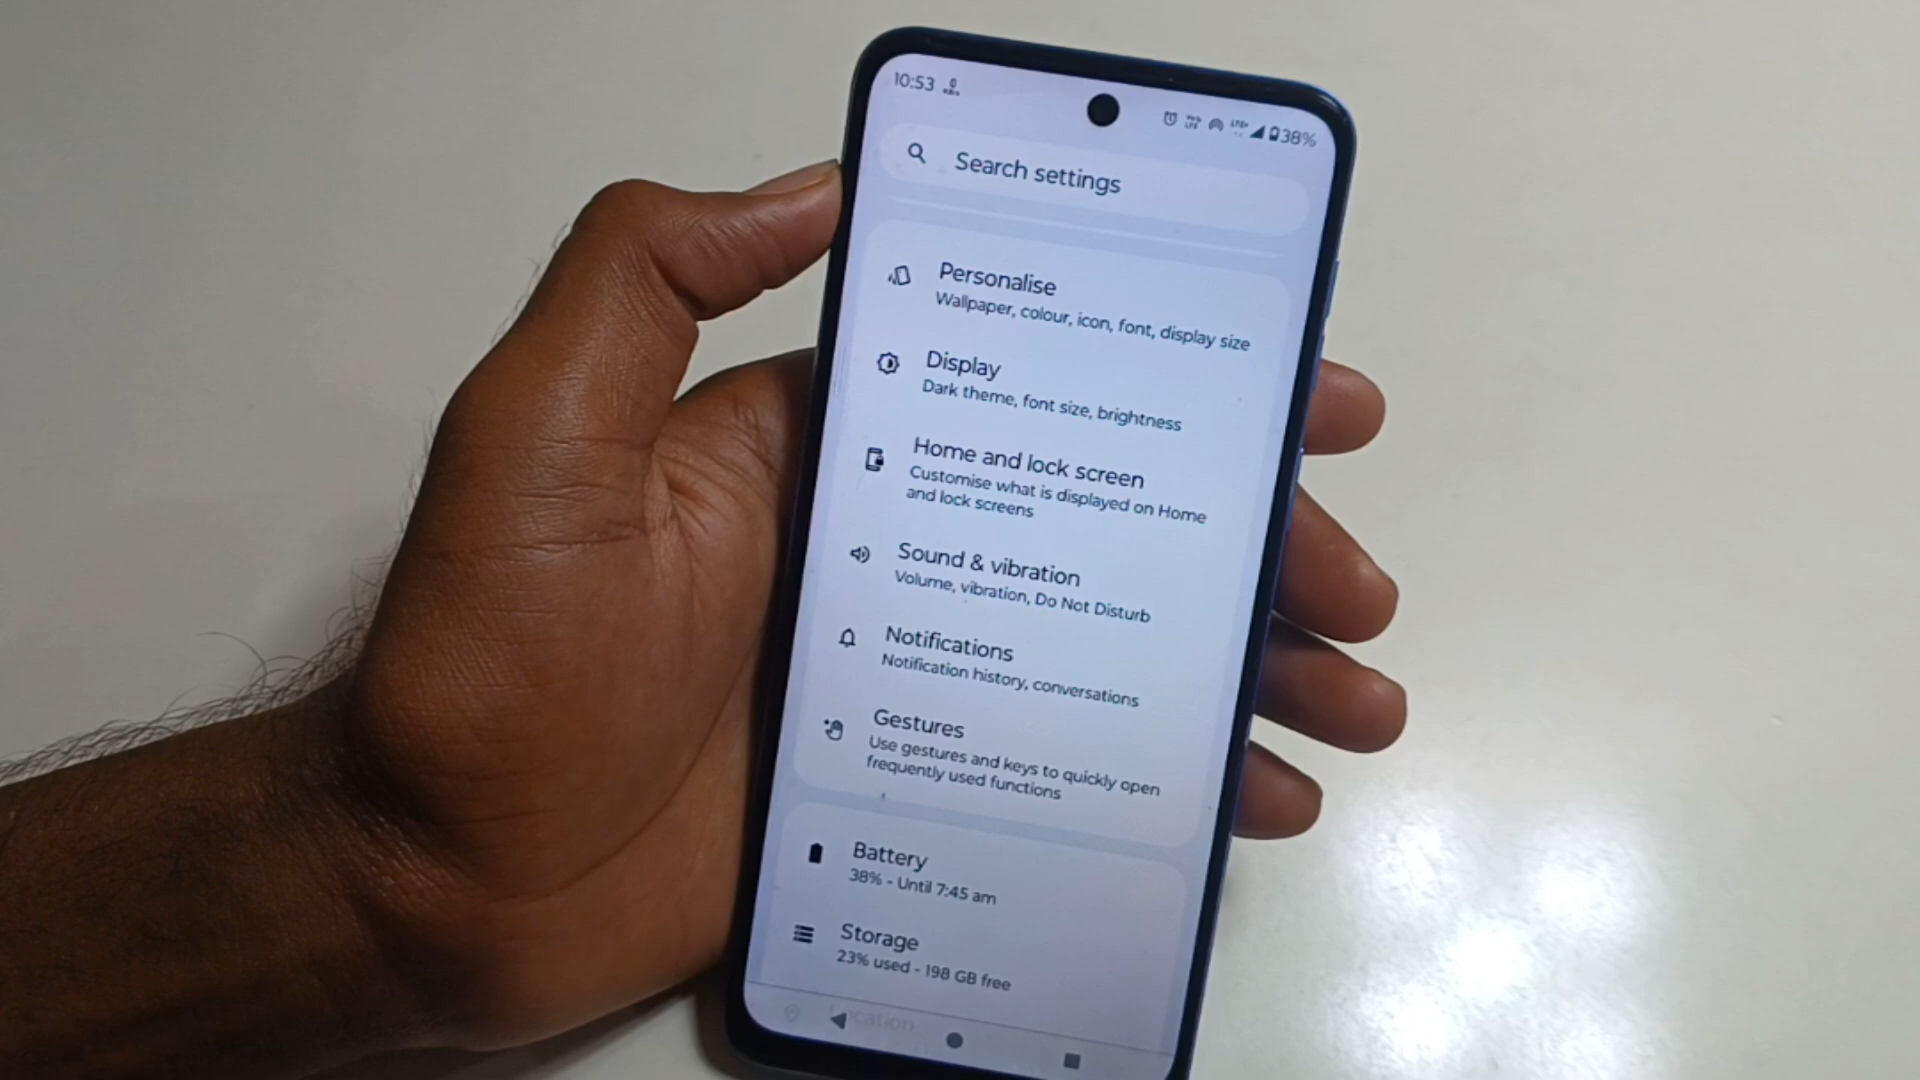 10:53
38%
Search settings
Personalise
Wallpaper, colour, icon, font, display size
Display
Dark theme, font size, brightness
Home and lock screen
Customise what is displayed on Home
and lock screens
Sound & vibration
Volume, vibration, Do Not Disturb
Notifications
Notification history, conversations
Gestures
Use gestures and keys to quickly open
frequently used functions
Battery
38% - Until 7:45 am
Storage
23% used - 198 GB free
Location